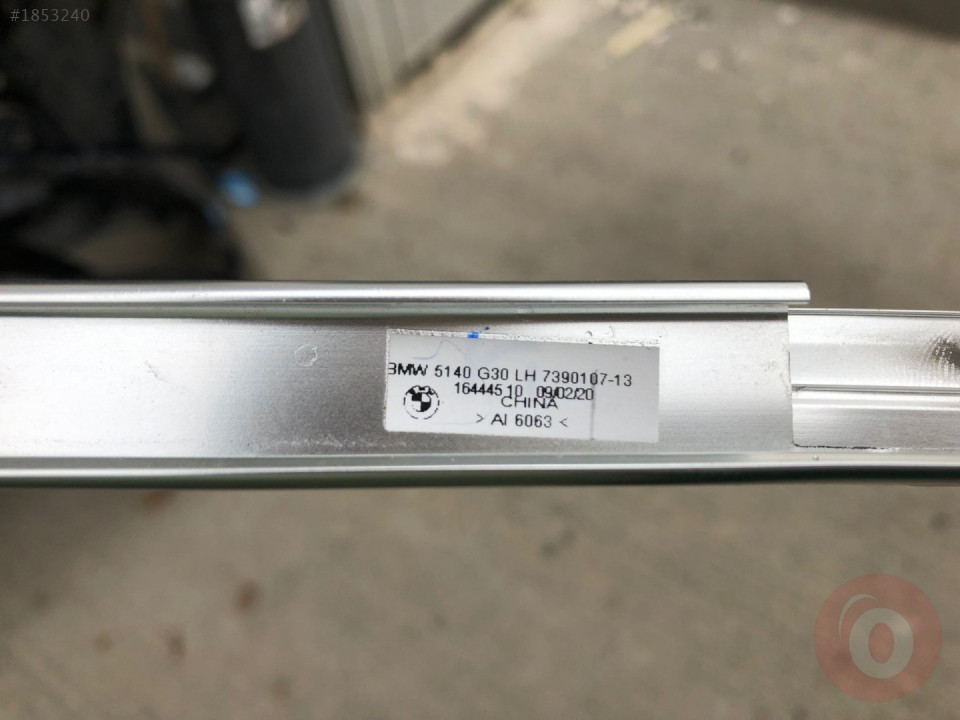 #1853240
BMW 5140 G30 LH 7390107-13
16444510 09/02/20
CHINA
> Al 6063 <
O